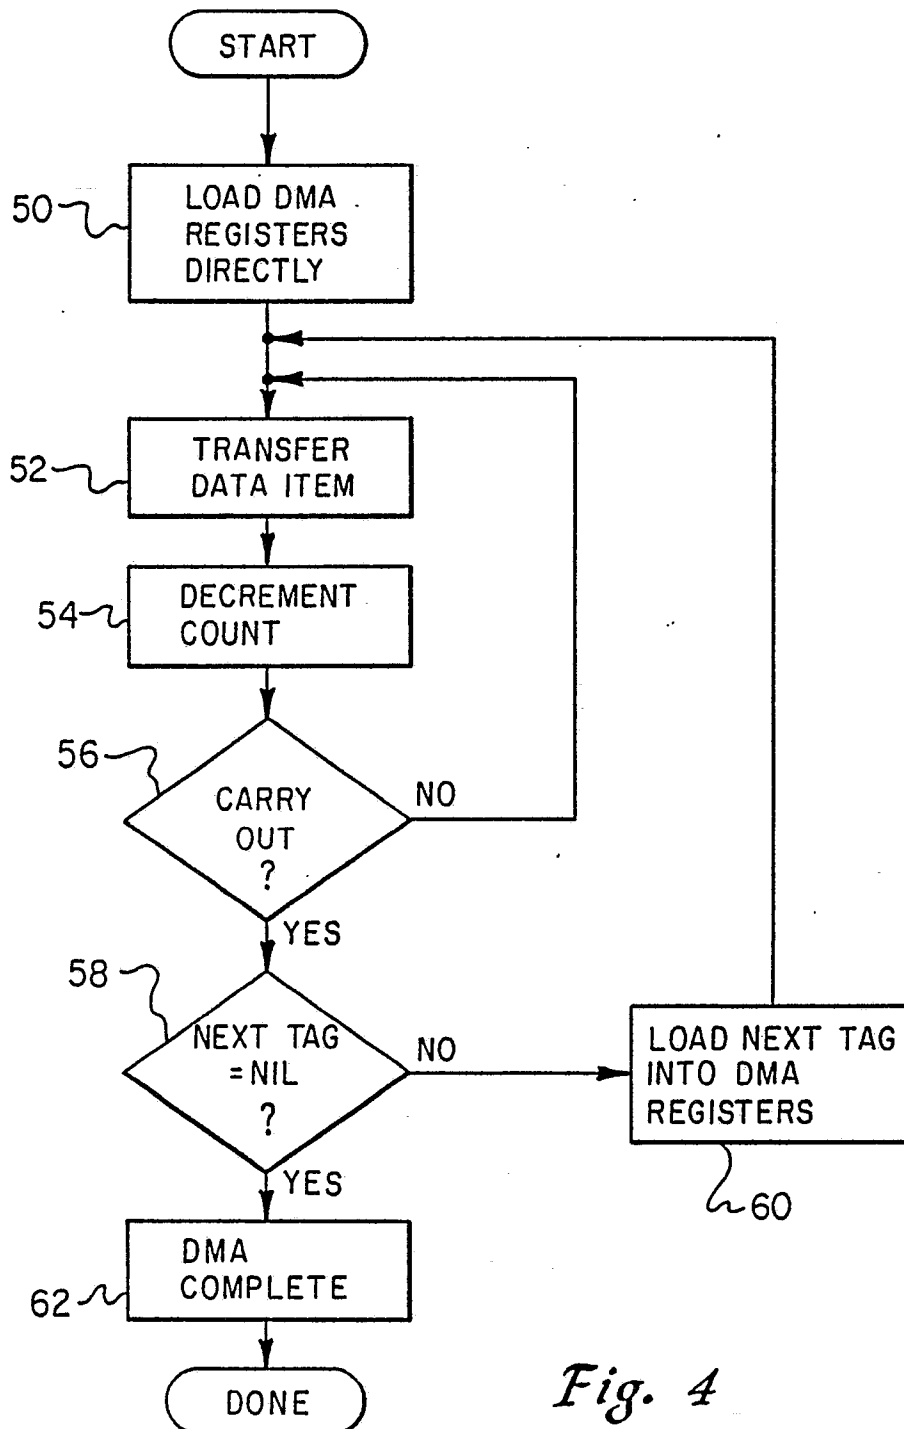 START
50
LOAD DMA
REGISTERS
DIRECTLY
52
TRANSFER
DATA ITEM
54
DECREMENT
COUNT
56
CARRY
OUT
?
NO
YES
58
NEXT TAG
=NIL
?
NO
LOAD NEXT TAG
INTO DMA
REGISTERS
60
YES
62
DMA
COMPLETE
DONE
Fig. 4